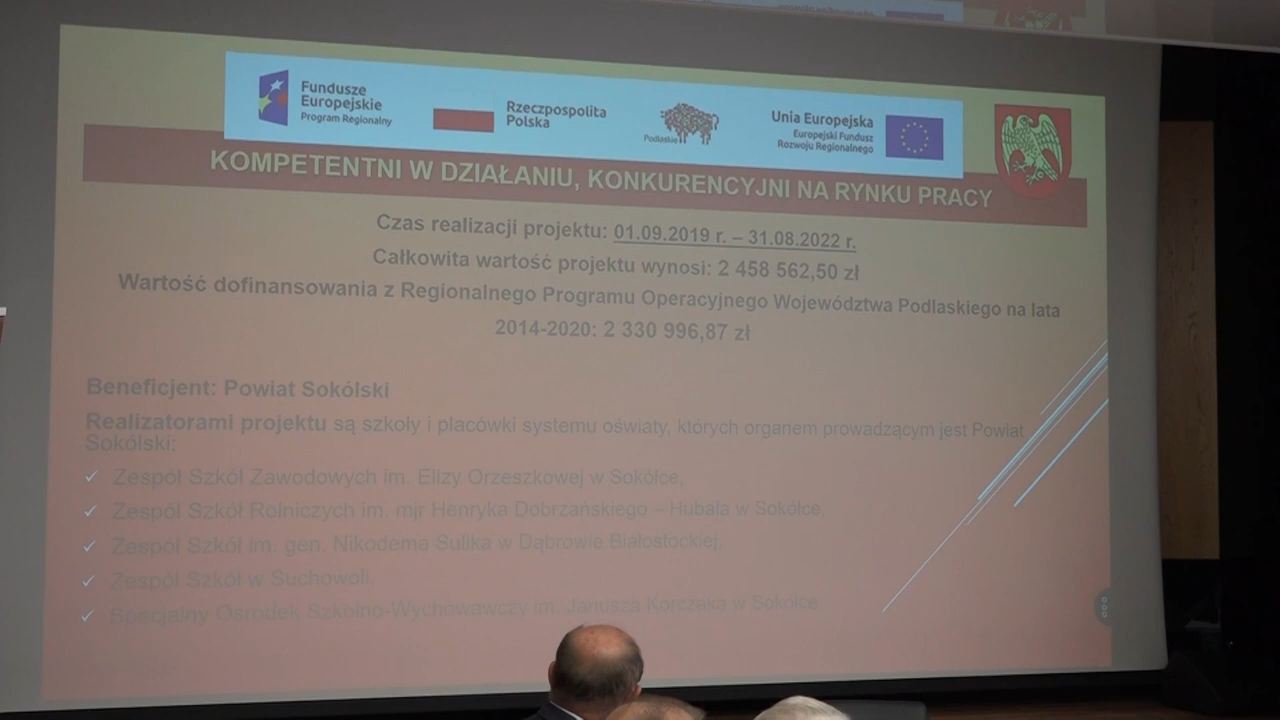 Fundusze
Europejskie
Program Regionalny
Rzeczpospolita
Polska
Podlaskie
Unia Europejska
Europejski Fundusz
Rozwoju Regionalnego
KOMPETENTNI W DZIAŁANIU, KONKURENCYJNI NA RYNKU PRACY
Czas realizacji projektu: 01.09.2019 r. – 31.08.2022 r.
Całkowita wartość projektu wynosi: 2 458 562,50 zł
Wartość dofinansowania z Regionalnego Programu Operacyjnego Województwa Podlaskiego na lata
2014-2020: 2 330 996,87 zł
Beneficjent: Powiat Sokólski
Realizatorami projektu są szkoły i placówki systemu oświaty, których organem prowadzącym jest Powiat
Sokólski:
✓ Zespół Szkół Zawodowych im. Elizy Orzeszkowej w Sokółce,
✓ Zespół Szkół Rolniczych im. mjr Henryka Dobrzańskiego – Hubala w Sokółce,
✓ Zespół Szkół im. gen. Nikodema Sulika w Dąbrowie Białostockiej,
✓ Zespół Szkół w Suchowoli,
✓ Specjalny Ośrodek Szkolno-Wychowawczy im. Janusza Korczaka w Sokółce